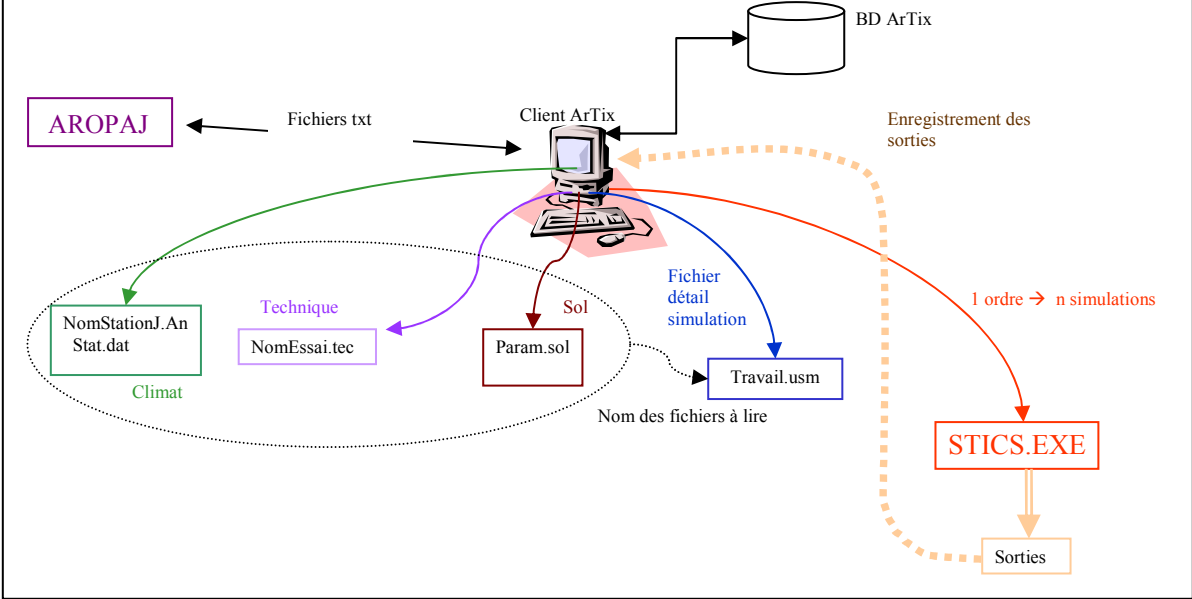 BD ArTix
AROPAJ
Fichiers txt
Client ArTix
Enregistrement des
sorties
Technique
Sol
Fichier
détail
simulation
1 ordre → n simulations
NomStationJ.An
Stat.dat
NomEssai.tec
Param.sol
Travail.usm
Climat
Nom des fichiers à lire
STICS.EXE
Sorties